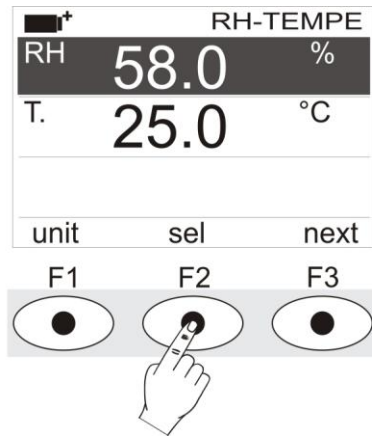 RH-TEMPE
RH 58.0 %
T. 25.0 °C
unit sel next
F1 F2 F3